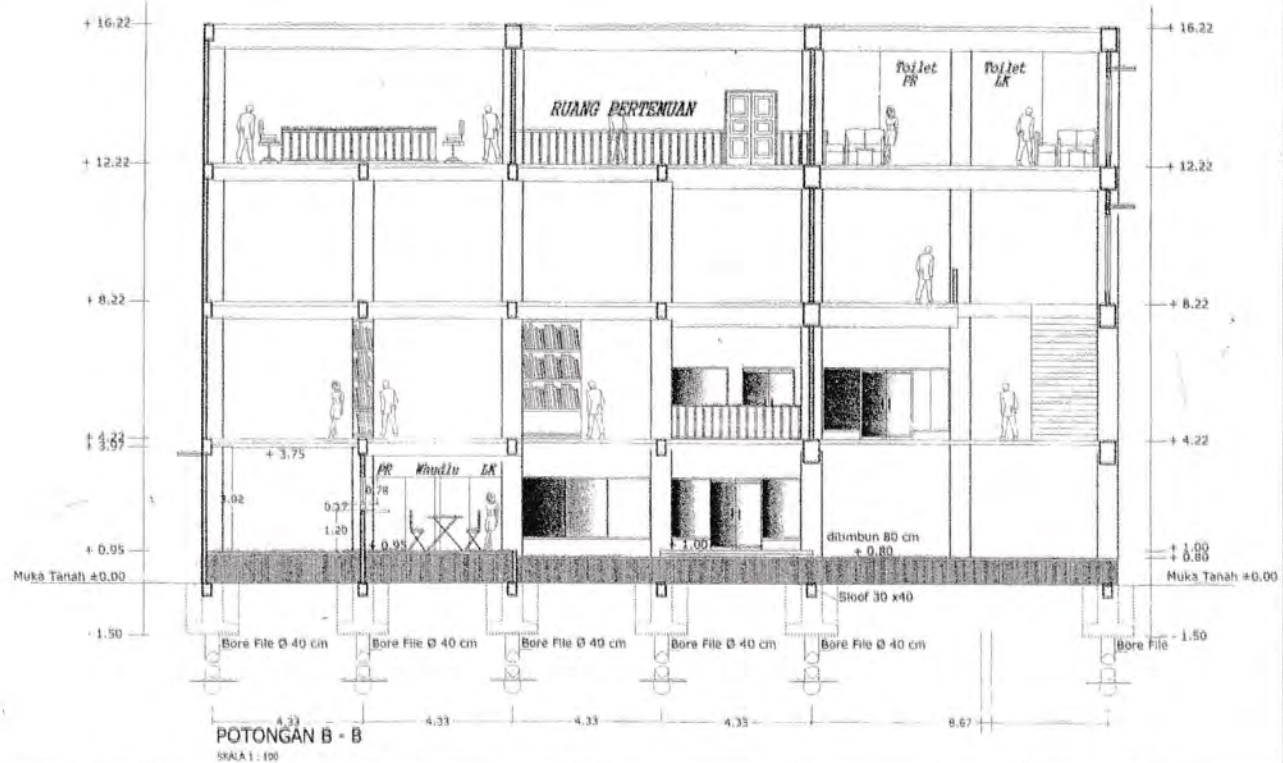 + 16.22
+ 16.22
Toilet
PR
Toilet
LK
RUANG PERTEMUAN
+ 12.22
+ 12.22
+ 8.22
+ 8.22
+ 4.22
+ 3.97
+ 4.22
+ 3.75
PR Whudlu LK
0.78
3.02
1.20
ditimbun 80 cm
+ 0.95
+ 0.95
+ 1.00
+ 0.80
+ 1.00
+ 0.80
Muka Tanah ±0.00
Muka Tanah ±0.00
Sloof 30 x40
- 1.50
- 1.50
Bore File Ø 40 cm
Bore File Ø 40 cm
Bore File Ø 40 cm
Bore File Ø 40 cm
Bore File Ø 40 cm
Bore File
4.33
4.33
4.33
4.33
8.67
POTONGAN B - B
SKALA 1 : 100